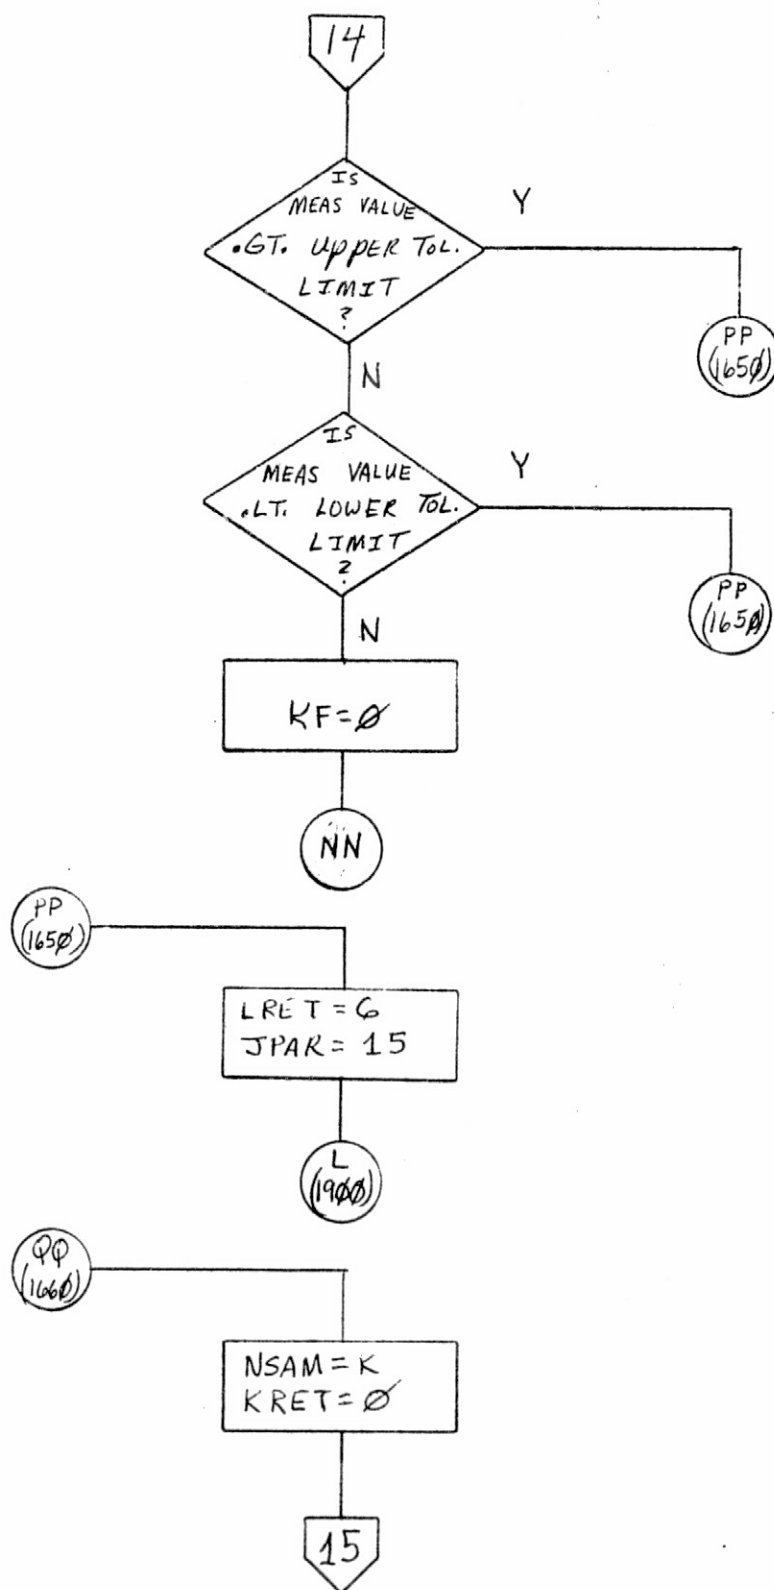 14
IS
MEAS VALUE
.GT. UPPER TOL.
LIMIT
?
Y
PP
(165Ø)
N
IS
MEAS VALUE
.LT. LOWER TOL.
LIMIT
?
Y
PP
(165Ø)
N
KF=Ø
NN
PP
(165Ø)
LRET=6
JPAR=15
L
(19ØØ)
QQ
(166Ø)
NSAM=K
KRET=Ø
15